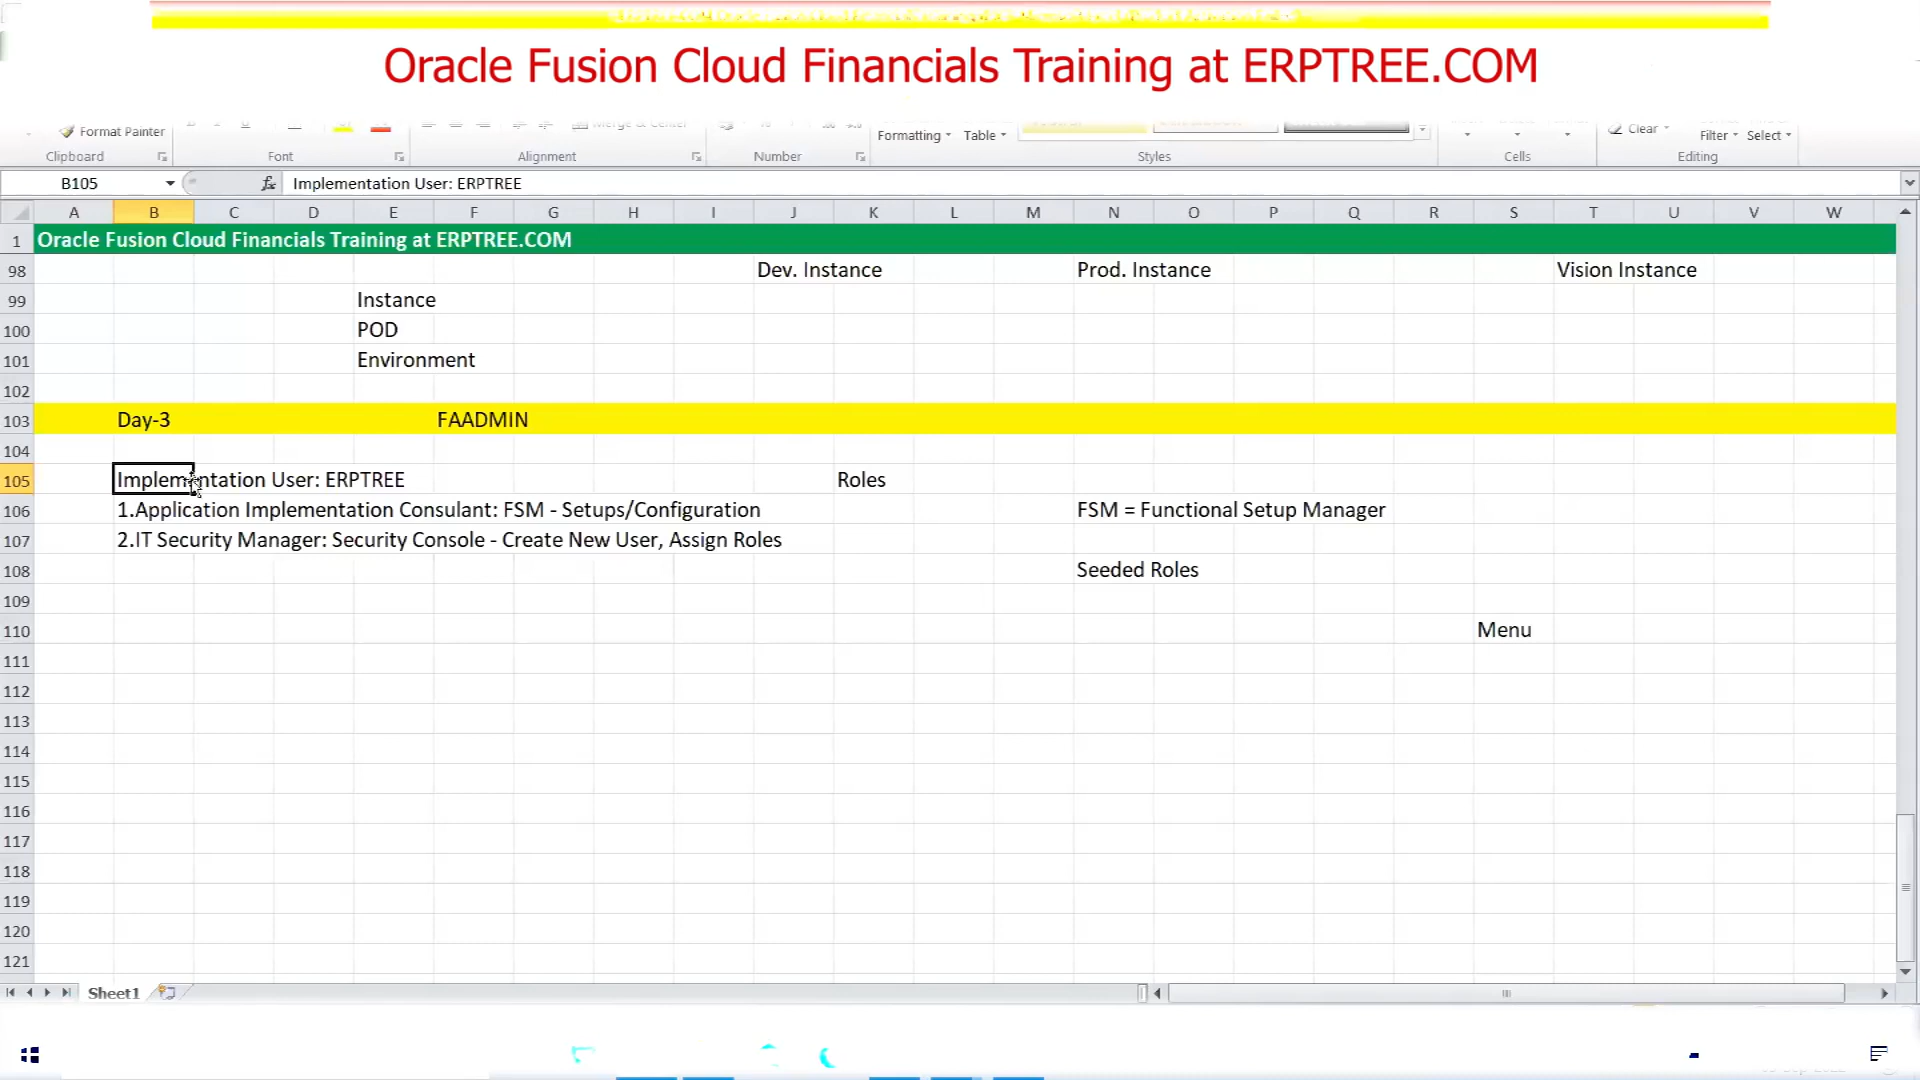 Oracle Fusion Cloud Financials Training at ERPTREE.COM
Format Painter
Merge & Center
Formatting
Table
Clear
Filter
Select
Clipboard
Font
Alignment
Number
Styles
Cells
Editing
B105
fx
Implementation User: ERPTREE
A B C D E F G H I J K L M N O P Q R S T U V W
1 Oracle Fusion Cloud Financials Training at ERPTREE.COM
98 Dev. Instance Prod. Instance Vision Instance
99 Instance
100 POD
101 Environment
102
103 Day-3 FAADMIN
104
105 Implementation User: ERPTREE Roles
106 1.Application Implementation Consulant: FSM - Setups/Configuration FSM = Functional Setup Manager
107 2.IT Security Manager: Security Console - Create New User, Assign Roles
108 Seeded Roles
109
110 Menu
111
112
113
114
115
116
117
118
119
120
121
Sheet1